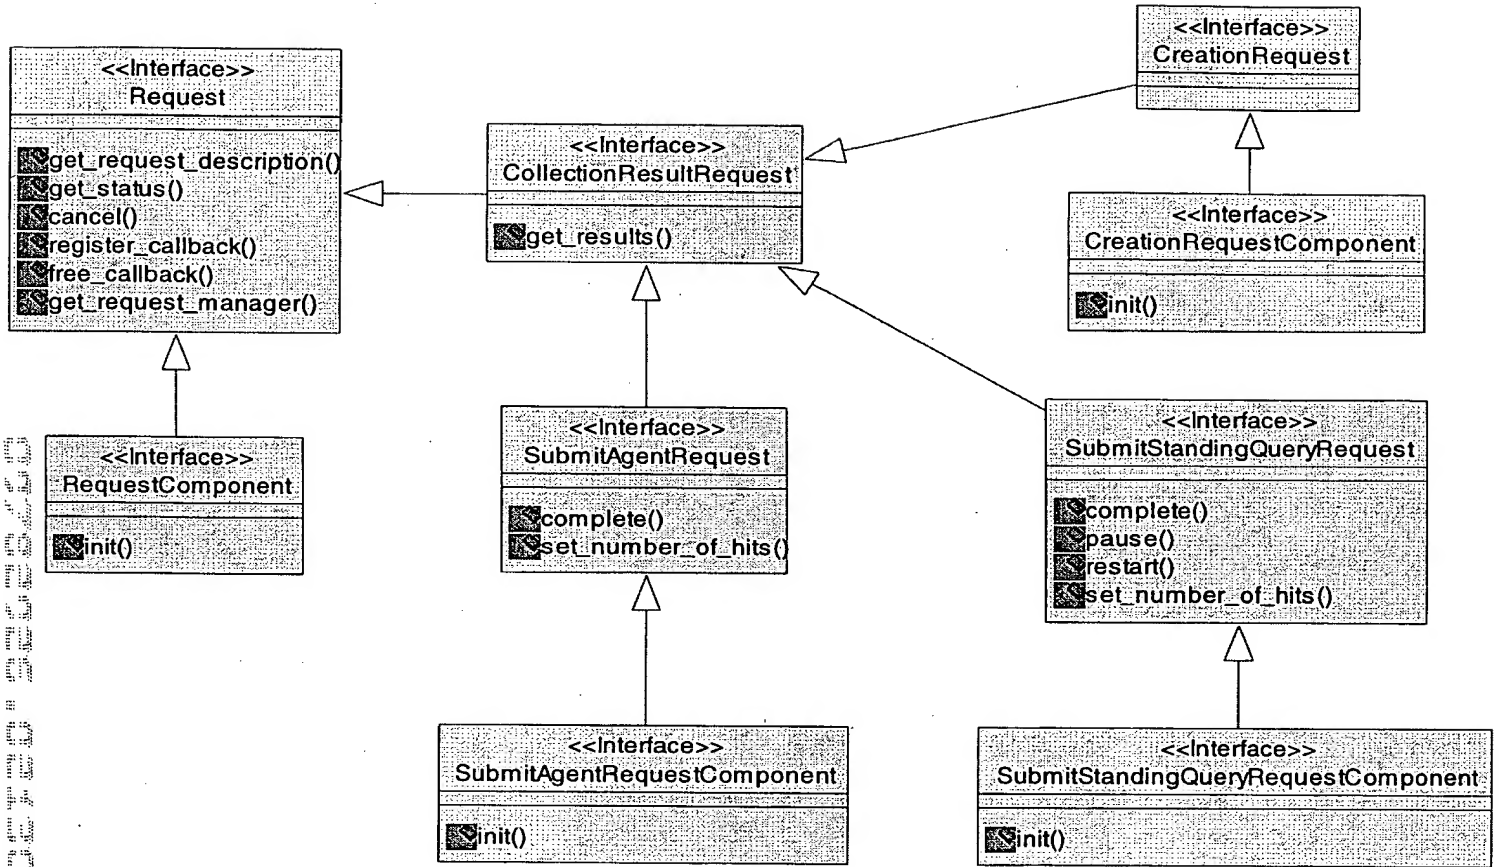 <<Interface>>
Request
get_request_description()
get_status()
cancel()
register_callback()
free_callback()
get_request_manager()
<<Interface>>
CollectionResultRequest
get_results()
<<Interface>>
CreationRequest
<<Interface>>
CreationRequestComponent
init()
<<Interface>>
RequestComponent
init()
<<Interface>>
SubmitAgentRequest
complete()
set_number_of_hits()
<<Interface>>
SubmitStandingQueryRequest
complete()
pause()
restart()
set_number_of_hits()
<<Interface>>
SubmitAgentRequestComponent
init()
<<Interface>>
SubmitStandingQueryRequestComponent
init()